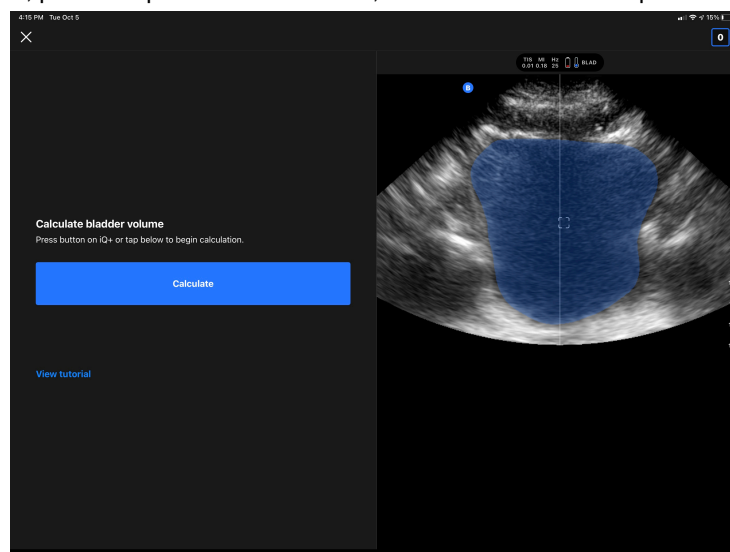 4:15 PM Tue Oct 5
15%
0
TIS MI Hz
0.01 0.18 25
BLAD
B
Calculate bladder volume
Press button on iQ+ or tap below to begin calculation.
Calculate
View tutorial